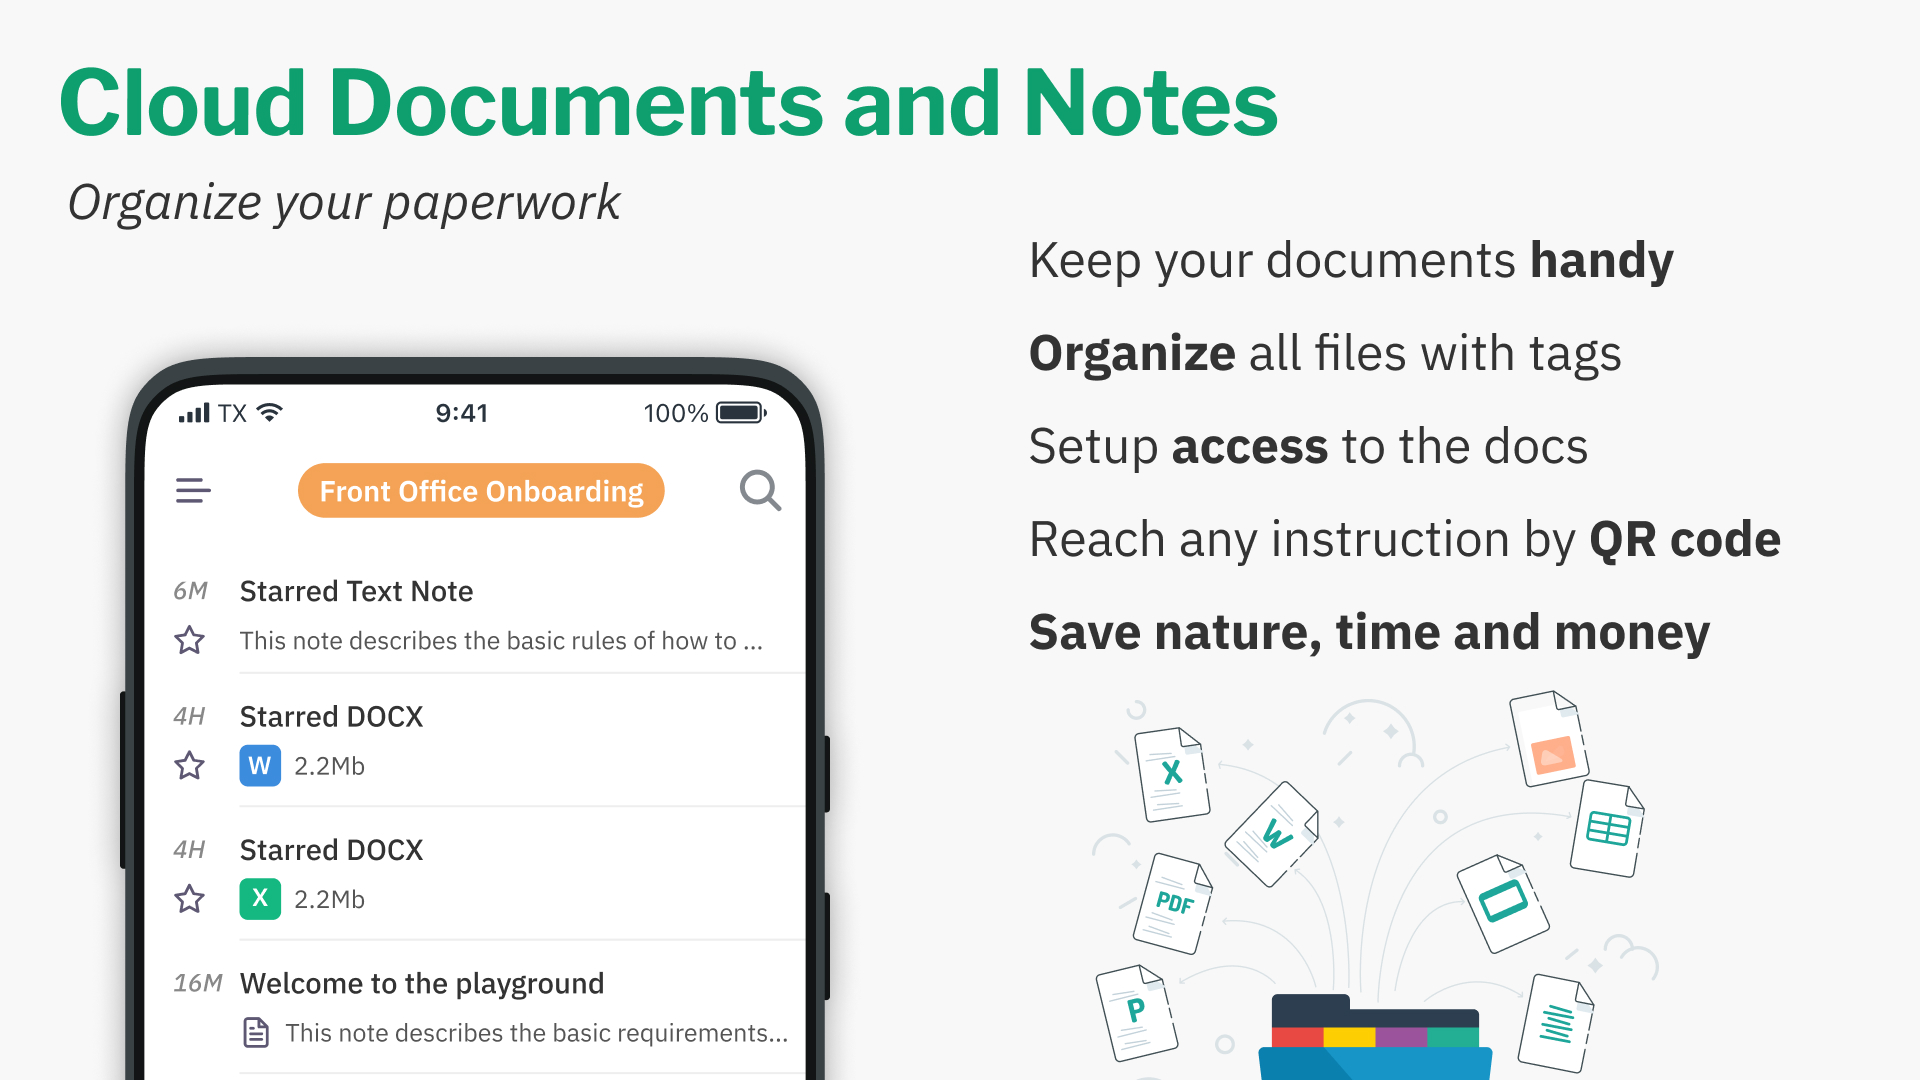 Cloud Documents and Notes
Organize your paperwork
Keep your documents handy
Organize all files with tags
Setup access to the docs
Reach any instruction by QR code
Save nature, time and money
TX 9:41 100%
Front Office Onboarding
6M Starred Text Note
This note describes the basic rules of how to ...
4H Starred DOCX
W 2.2Mb
4H Starred DOCX
X 2.2Mb
16M Welcome to the playground
This note describes the basic requirements...
X
W
PDF
P